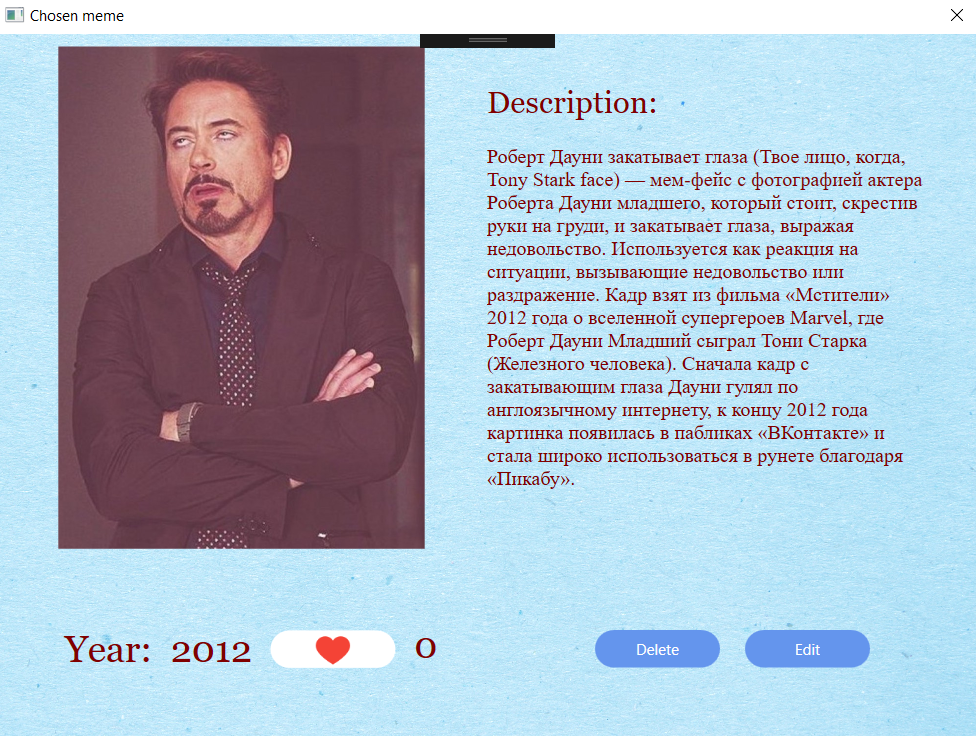 Chosen meme
Description:
Роберт Дауни закатывает глаза (Твое лицо, когда,
Tony Stark face) — мем-фейс с фотографией актера
Роберта Дауни младшего, который стоит, скрестив
руки на груди, и закатывает глаза, выражая
недовольство. Используется как реакция на
ситуации, вызывающие недовольство или
раздражение. Кадр взят из фильма «Мстители»
2012 года о вселенной супергероев Marvel, где
Роберт Дауни Младший сыграл Тони Старка
(Железного человека). Сначала кадр с
закатывающим глаза Дауни гулял по
англоязычному интернету, к концу 2012 года
картинка появилась в пабликах «ВКонтакте» и
стала широко использоваться в рунете благодаря
«Пикабу».
Year: 2012 0
Delete Edit